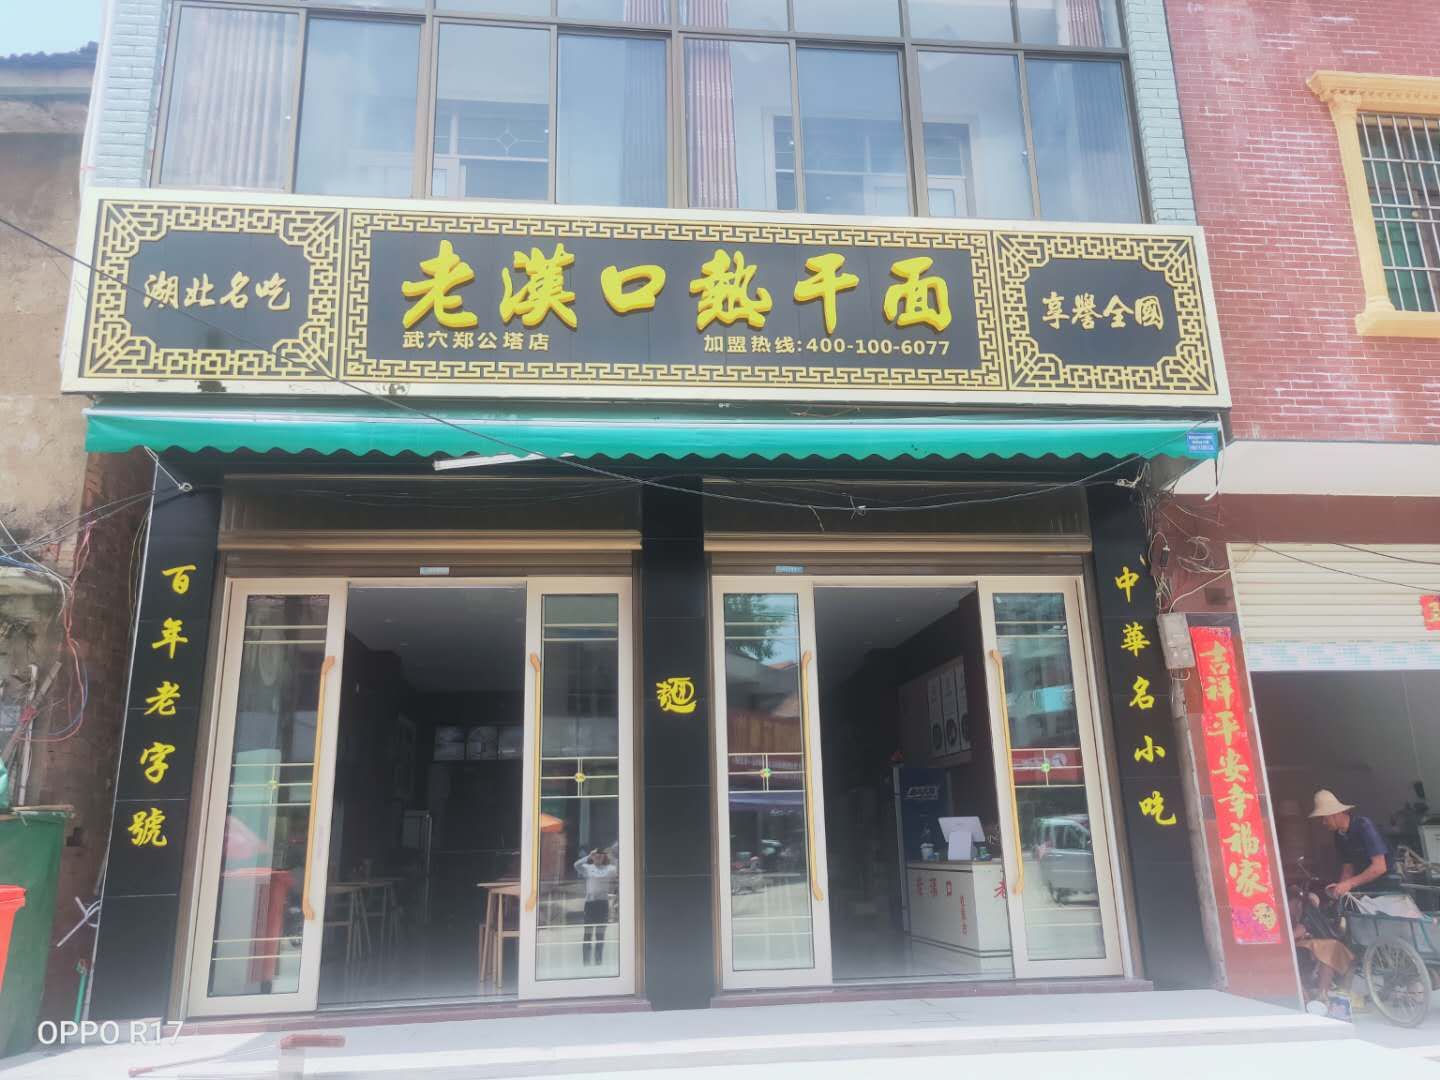 湖北名吃
老漢口熱干面
享譽全國
武穴郑公塔店
加盟热线:400-100-6077
百年老字號
中華名小吃
吉祥平安幸福家
OPPO R17